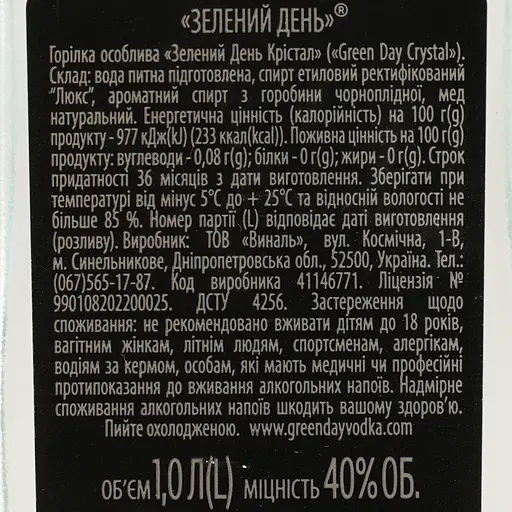 «ЗЕЛЕНИЙ ДЕНЬ»®
Горілка особлива «Зелений День Крістал» («Green Day Crystal»).
Склад: вода питна підготовлена, спирт етиловий ректифікований
"Люкс", ароматний спирт з горобини чорноплідної, мед
натуральний. Енергетична цінність (калорійність) на 100 г(g)
продукту - 977 кДж(kJ) (233 ккал(kcal)). Поживна цінність на 100 г(g)
продукту: вуглеводи - 0,08 г(g); білки - 0 г(g); жири - 0 г(g). Строк
придатності 36 місяців з дати виготовлення. Зберігати при
температурі від мінус 5°C до + 25°C та відносній вологості не
більше 85 %. Номер партії (L) відповідає даті виготовлення
(розливу). Виробник: ТОВ «Виналь», вул. Космічна, 1-В,
м. Синельникове, Дніпропетровська обл., 52500, Україна. Тел.:
(067)565-17-87. Код виробника 41146771. Ліцензія №
990108202200025. ДСТУ 4256. Застереження щодо
споживання: не рекомендовано вживати дітям до 18 років,
вагітним жінкам, літнім людям, спортсменам, алергікам,
водіям за кермом, особам, які мають медичні чи професійні
протипоказання до вживання алкогольних напоїв. Надмірне
споживання алкогольних напоїв шкодить вашому здоров'ю.
Пийте охолодженою. www.greendayvodka.com
ОБ'ЄМ 1,0 Л(L) МІЦНІСТЬ 40% ОБ.